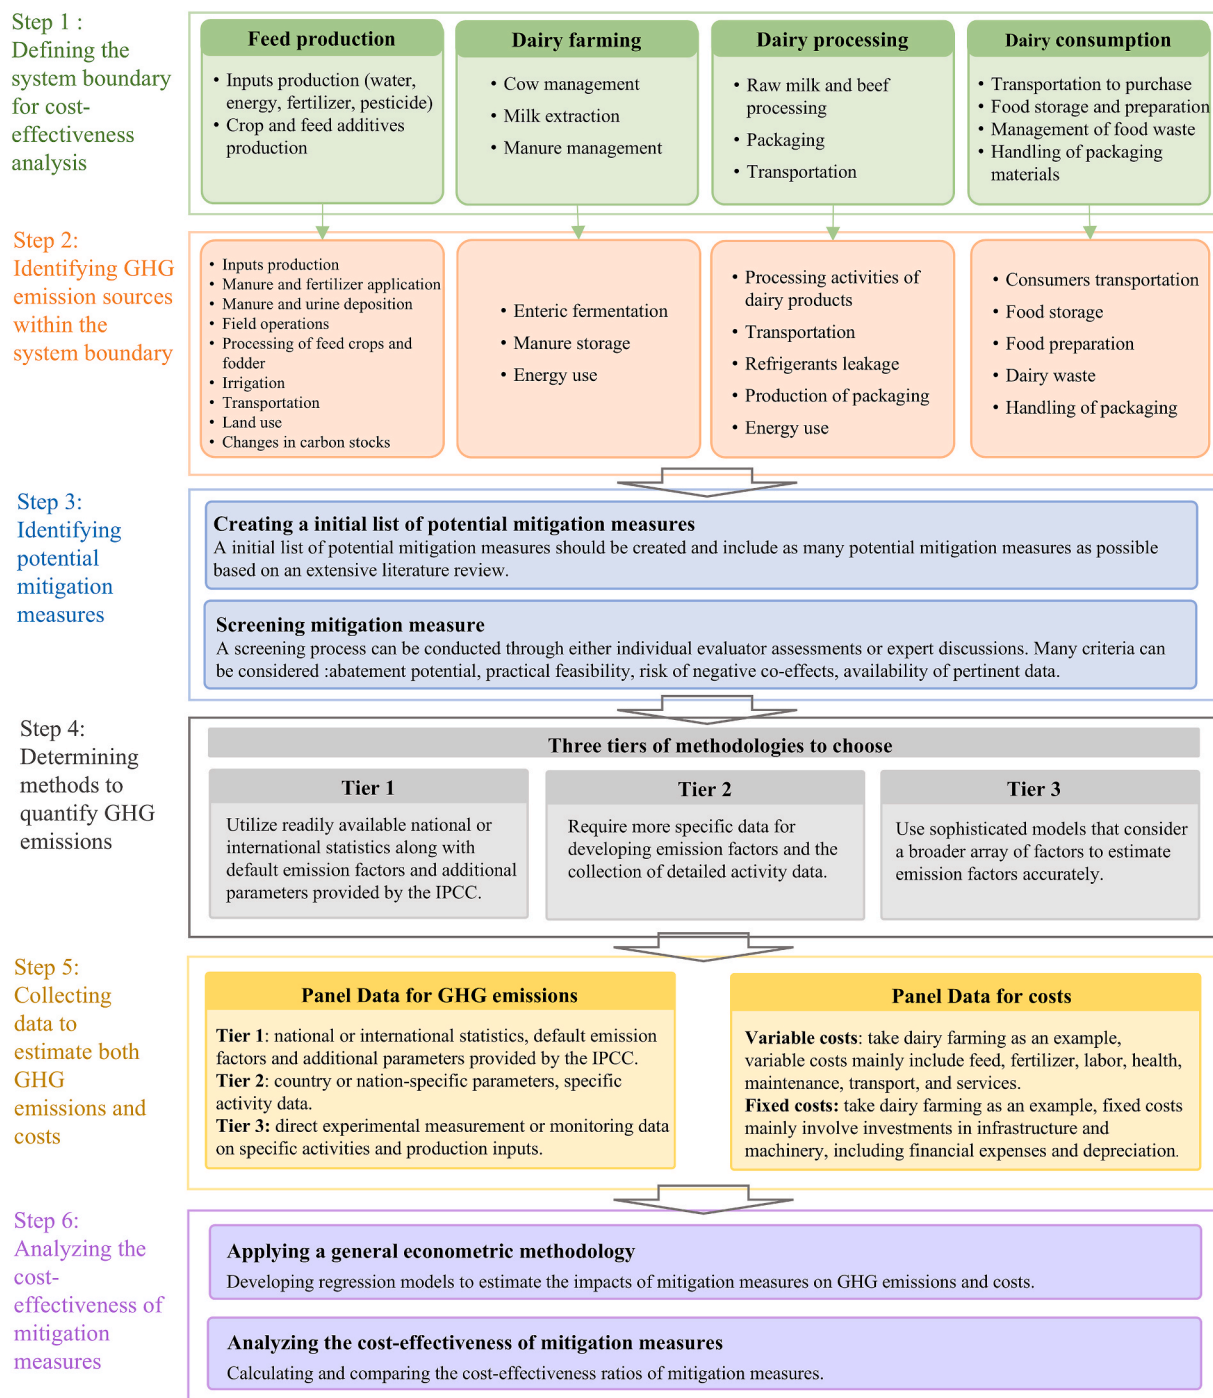 Step 1 :
Defining the
system boundary
for cost-
effectiveness
analysis
Feed production
• Inputs production (water,
energy, fertilizer, pesticide)
• Crop and feed additives
production
Dairy farming
• Cow management
• Milk extraction
• Manure management
Dairy processing
• Raw milk and beef
processing
• Packaging
• Transportation
Dairy consumption
• Transportation to purchase
• Food storage and preparation
• Management of food waste
• Handling of packaging
materials
Step 2:
Identifying GHG
emission sources
within the
system boundary
• Inputs production
• Manure and fertilizer application
• Manure and urine deposition
• Field operations
• Processing of feed crops and
fodder
• Irrigation
• Transportation
• Land use
• Changes in carbon stocks
• Enteric fermentation
• Manure storage
• Energy use
• Processing activities of
dairy products
• Transportation
• Refrigerants leakage
• Production of packaging
• Energy use
• Consumers transportation
• Food storage
• Food preparation
• Dairy waste
• Handling of packaging
Step 3:
Identifying
potential
mitigation
measures
Creating a initial list of potential mitigation measures
A initial list of potential mitigation measures should be created and include as many potential mitigation measures as possible
based on an extensive literature review.
Screening mitigation measure
A screening process can be conducted through either individual evaluator assessments or expert discussions. Many criteria can
be considered :abatement potential, practical feasibility, risk of negative co-effects, availability of pertinent data.
Step 4:
Determining
methods to
quantify GHG
emissions
Three tiers of methodologies to choose
Tier 1
Utilize readily available national or
international statistics along with
default emission factors and additional
parameters provided by the IPCC.
Tier 2
Require more specific data for
developing emission factors and the
collection of detailed activity data.
Tier 3
Use sophisticated models that consider
a broader array of factors to estimate
emission factors accurately.
Step 5:
Collecting
data to
estimate both
GHG
emissions and
costs
Panel Data for GHG emissions
Tier 1: national or international statistics, default emission
factors and additional parameters provided by the IPCC.
Tier 2: country or nation-specific parameters, specific
activity data.
Tier 3: direct experimental measurement or monitoring data
on specific activities and production inputs.
Panel Data for costs
Variable costs: take dairy farming as an example,
variable costs mainly include feed, fertilizer, labor, health,
maintenance, transport, and services.
Fixed costs: take dairy farming as an example, fixed costs
mainly involve investments in infrastructure and
machinery, including financial expenses and depreciation.
Step 6:
Analyzing the
cost-
effectiveness of
mitigation
measures
Applying a general econometric methodology
Developing regression models to estimate the impacts of mitigation measures on GHG emissions and costs.
Analyzing the cost-effectiveness of mitigation measures
Calculating and comparing the cost-effectiveness ratios of mitigation measures.